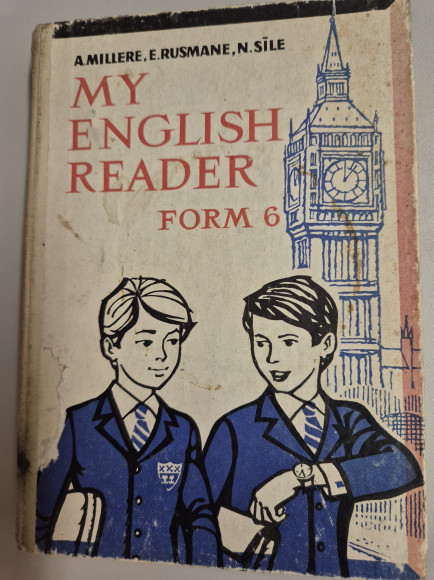 A.MILLERE, E.RUSMANE, N.SĪLE
MY
ENGLISH
READER
FORM 6